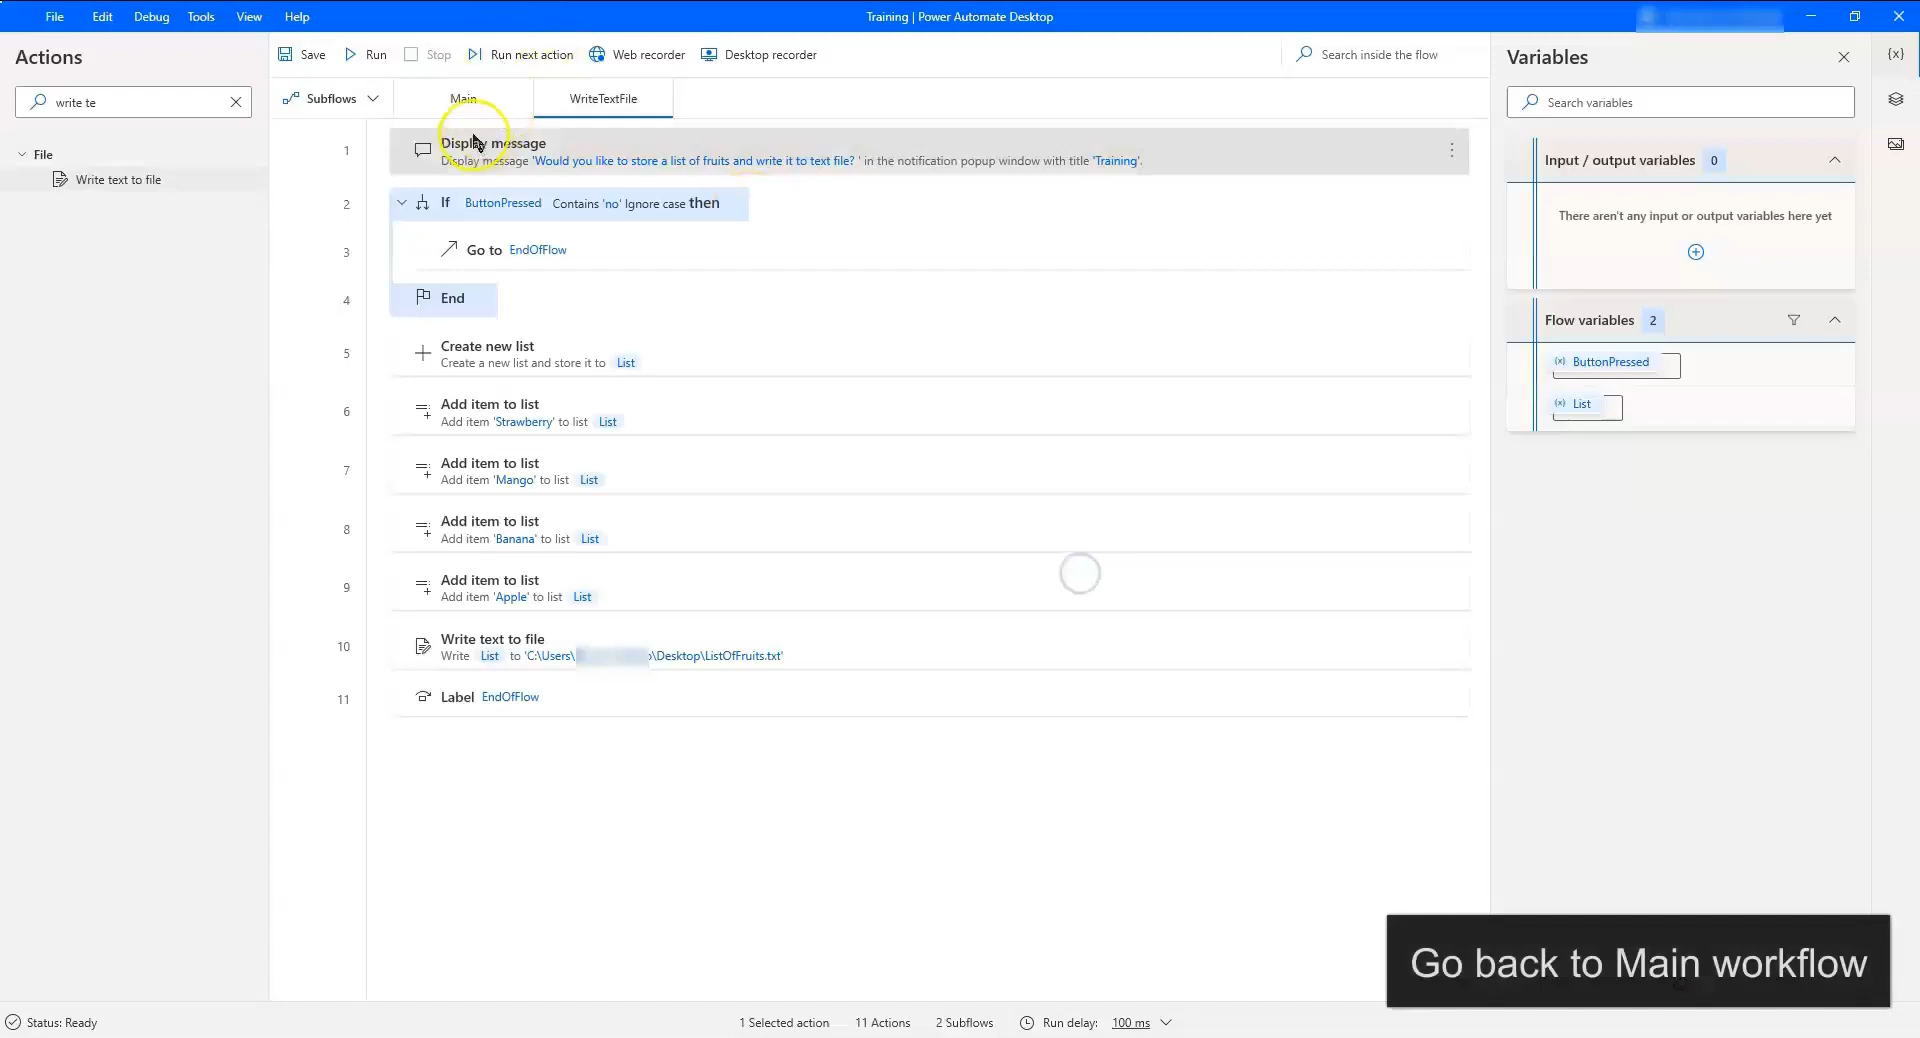 File Edit Debug Tools View Help
Training | Power Automate Desktop
Actions
write te
File
Write text to file
Save Run Stop Run next action Web recorder Desktop recorder
Search inside the flow
Subflows Main WriteTextFile
1 Display message
Display message 'Would you like to store a list of fruits and write it to text file? ' in the notification popup window with title 'Training'.
2 If ButtonPressed Contains 'no' Ignore case then
3 Go to EndOfFlow
4 End
5 Create new list
Create a new list and store it to List
6 Add item to list
Add item 'Strawberry' to list List
7 Add item to list
Add item 'Mango' to list List
8 Add item to list
Add item 'Banana' to list List
9 Add item to list
Add item 'Apple' to list List
10 Write text to file
Write List to 'C:\Users\ \Desktop\ListOfFruits.txt'
11 Label EndOfFlow
Variables
{x}
Search variables
Input / output variables 0
There aren't any input or output variables here yet
Flow variables 2
(x) ButtonPressed
(x) List
Go back to Main workflow
Status: Ready
1 Selected action 11 Actions 2 Subflows Run delay: 100 ms